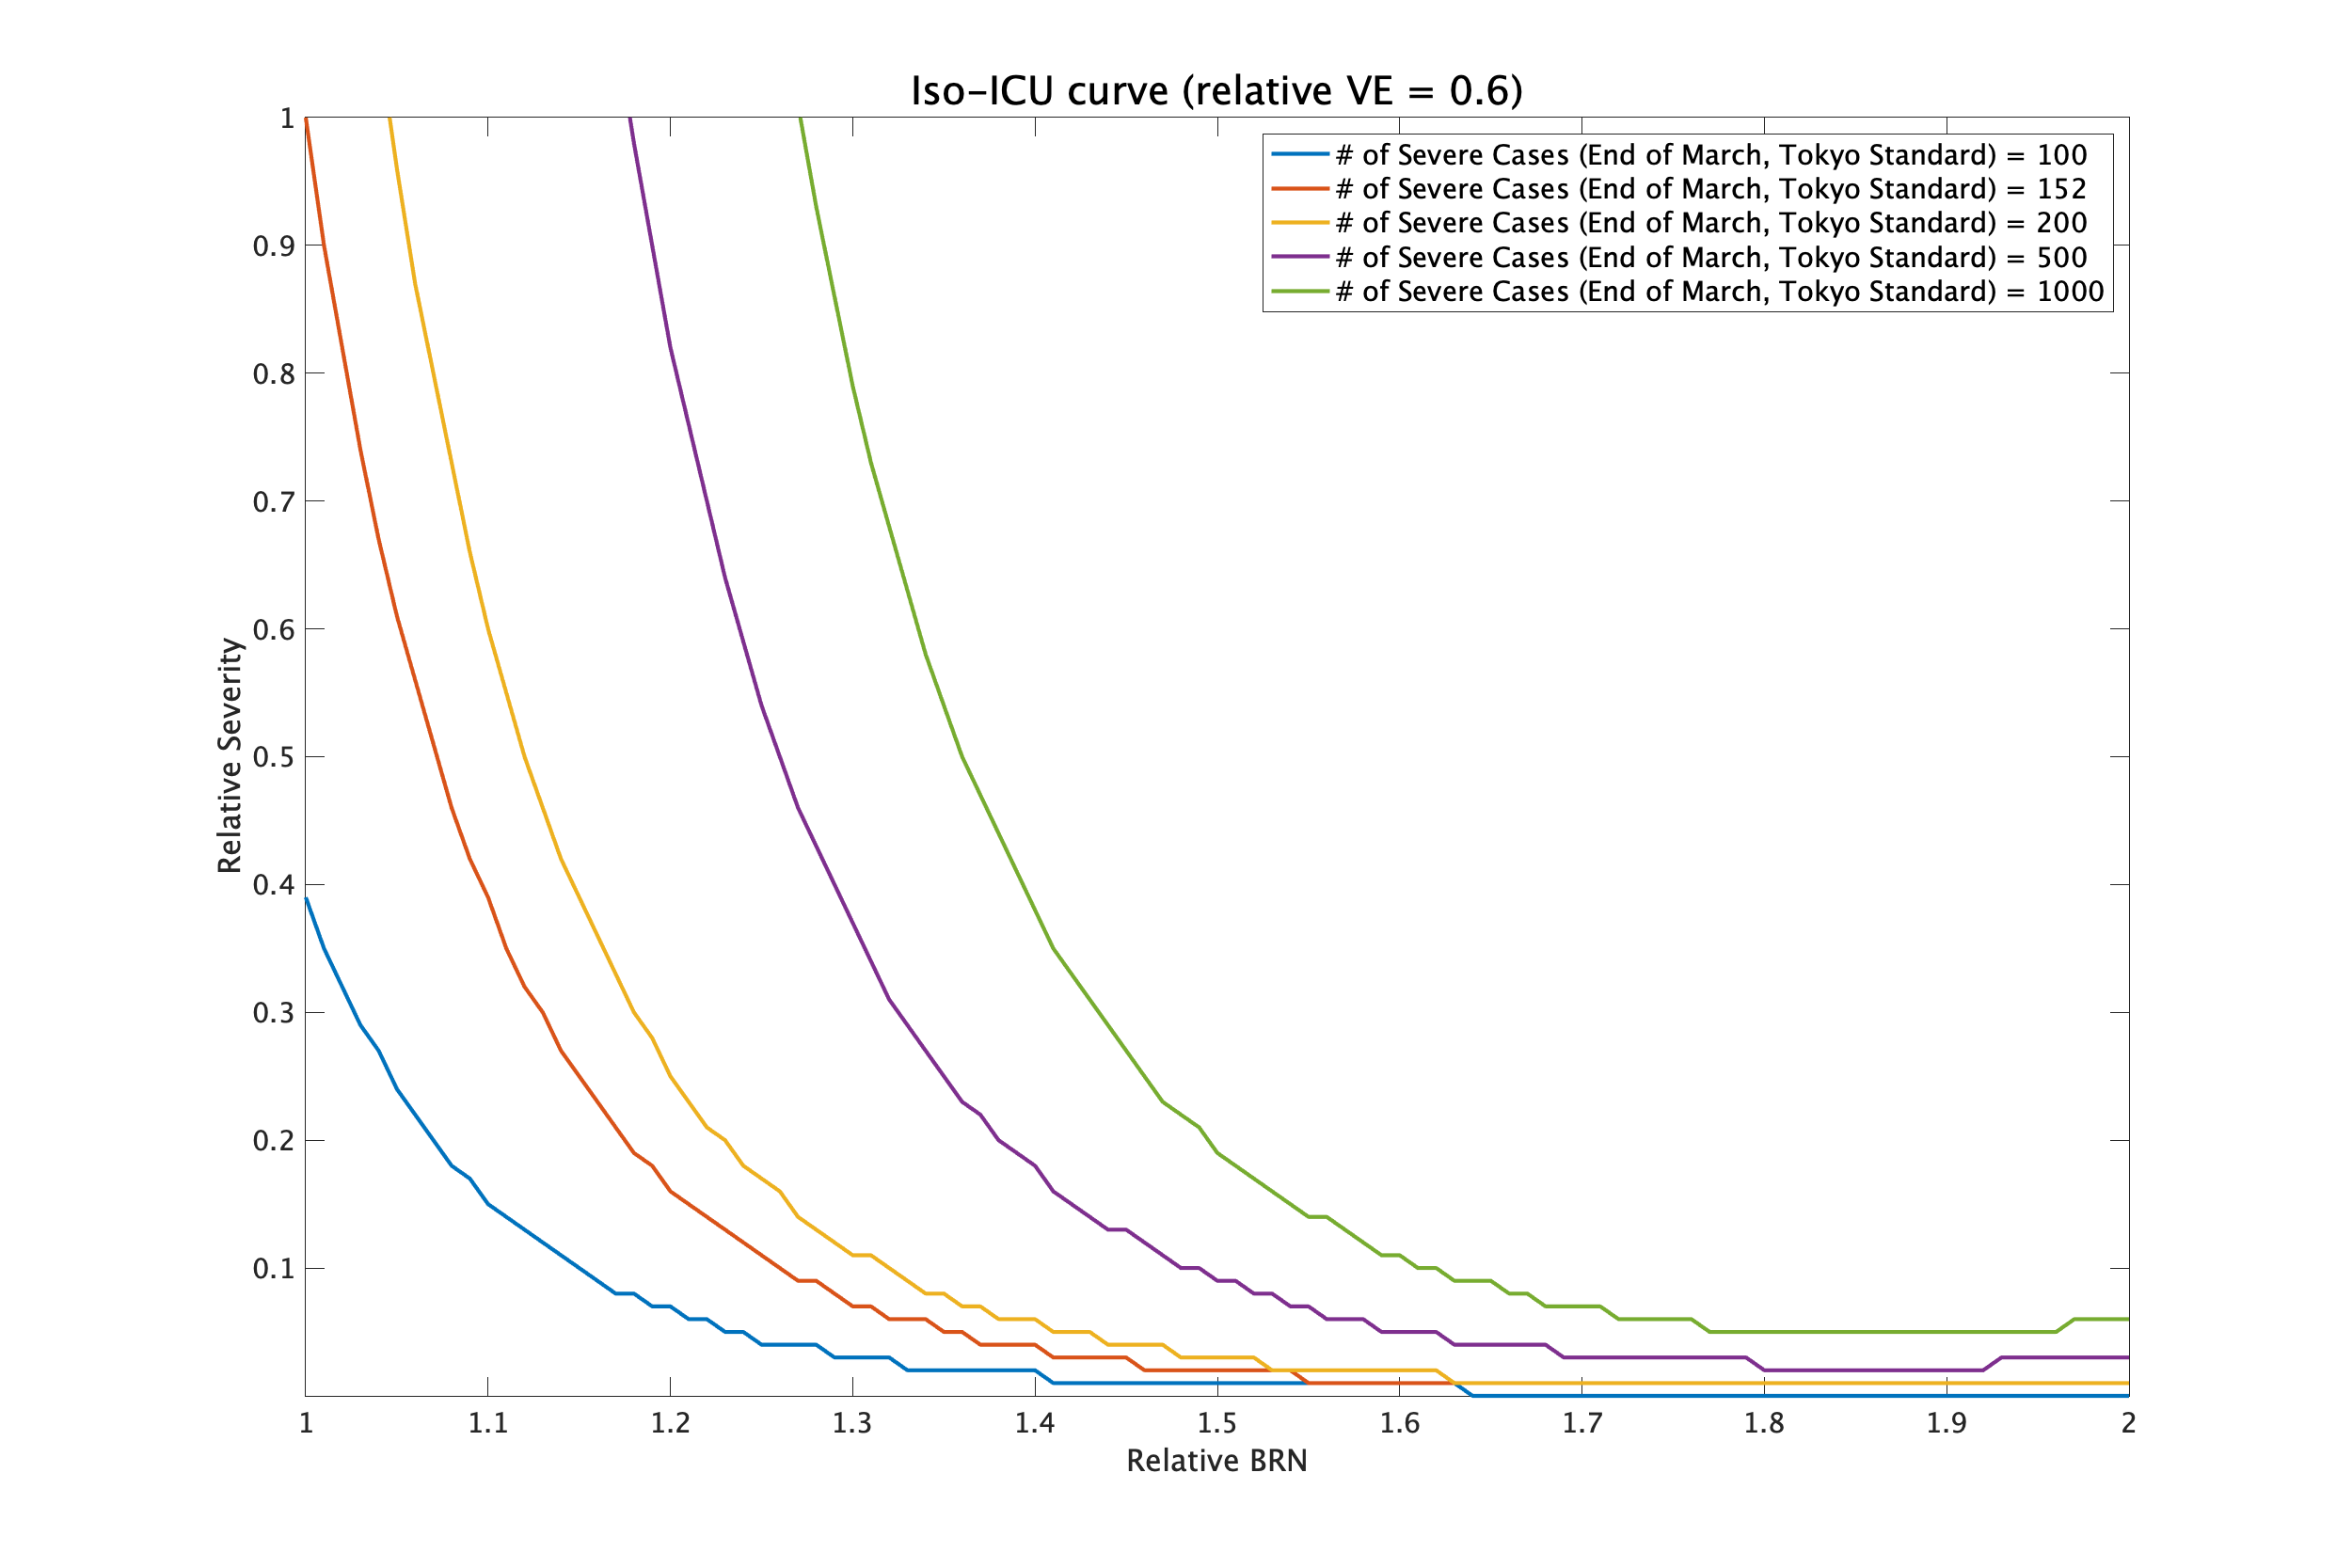 Iso-ICU curve (relative VE = 0.6)
# of Severe Cases (End of March, Tokyo Standard) = 100
# of Severe Cases (End of March, Tokyo Standard) = 152
# of Severe Cases (End of March, Tokyo Standard) = 200
# of Severe Cases (End of March, Tokyo Standard) = 500
# of Severe Cases (End of March, Tokyo Standard) = 1000
Relative Severity
1
0.9
0.8
0.7
0.6
0.5
0.4
0.3
0.2
0.1
1 1.1 1.2 1.3 1.4 1.5 1.6 1.7 1.8 1.9 2
Relative BRN